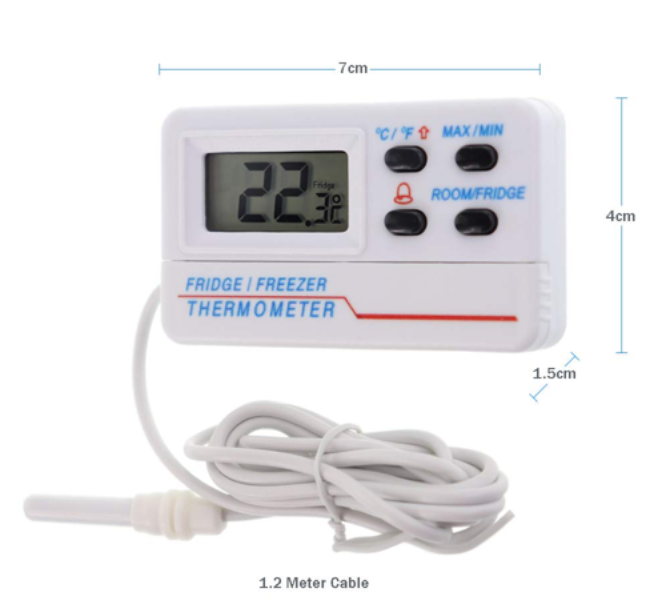 7cm
°C/°F ⇧ MAX/MIN
22.3°C
Fridge
ROOM/FRIDGE
4cm
FRIDGE / FREEZER
THERMOMETER
1.5cm
1.2 Meter Cable